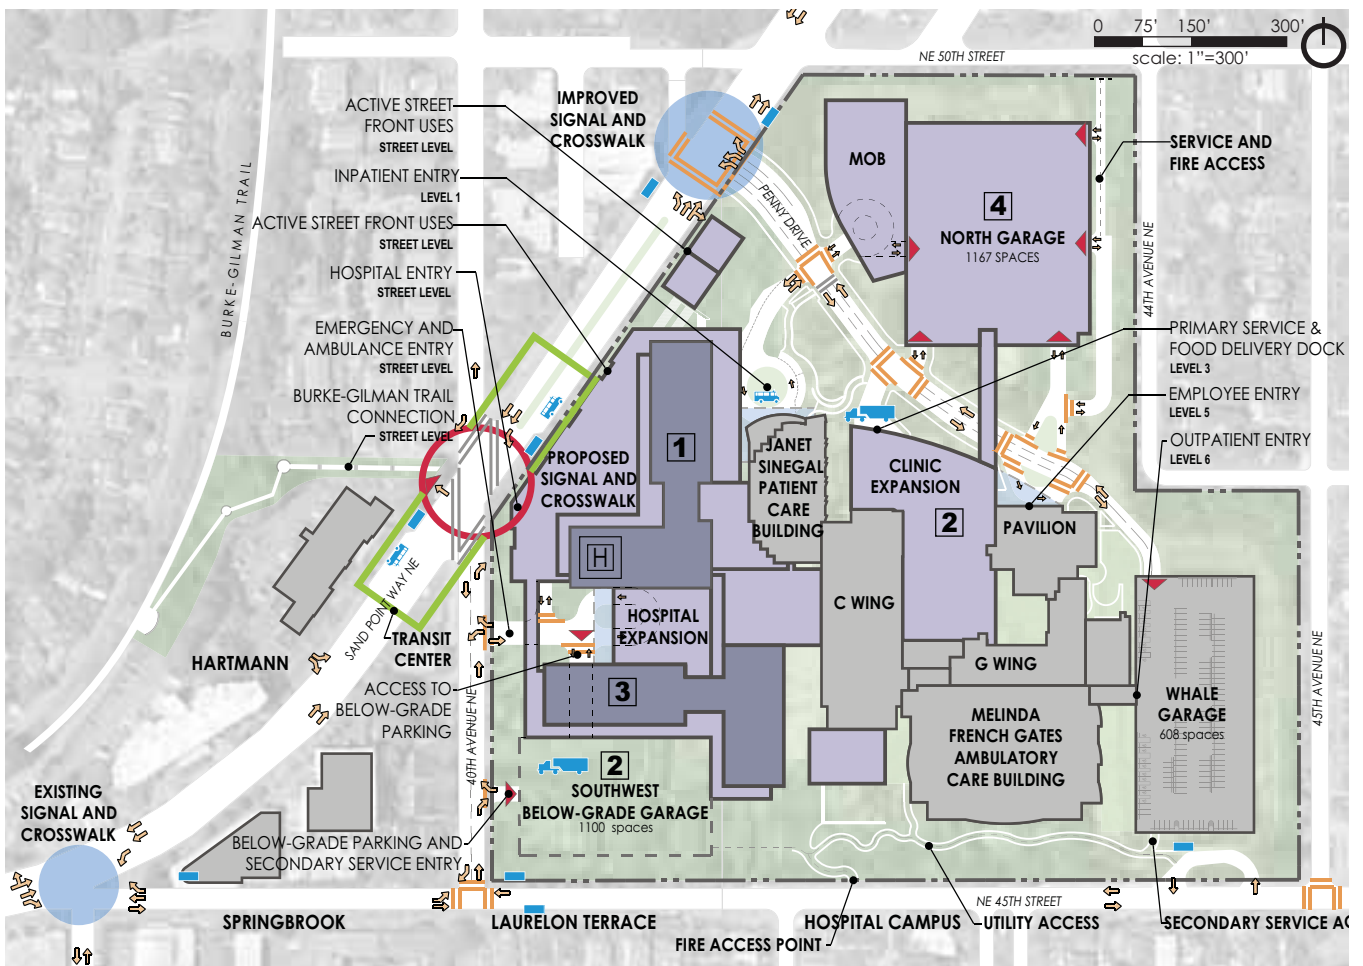 0 75' 150' 300'
scale: 1"=300'
NE 50TH STREET
ACTIVE STREET
FRONT USES
STREET LEVEL
INPATIENT ENTRY
LEVEL 1
ACTIVE STREET FRONT USES
STREET LEVEL
HOSPITAL ENTRY
STREET LEVEL
EMERGENCY AND
AMBULANCE ENTRY
STREET LEVEL
BURKE-GILMAN TRAIL
CONNECTION
STREET LEVEL
BURKE-GILMAN TRAIL
IMPROVED
SIGNAL AND
CROSSWALK
PENNY DRIVE
MOB
4
NORTH GARAGE
1167 SPACES
SERVICE AND
FIRE ACCESS
44TH AVENUE NE
PRIMARY SERVICE &
FOOD DELIVERY DOCK
LEVEL 3
EMPLOYEE ENTRY
LEVEL 5
OUTPATIENT ENTRY
LEVEL 6
PROPOSED
SIGNAL AND
CROSSWALK
1
H
JANET
SINEGAL
PATIENT
CARE
BUILDING
CLINIC
EXPANSION
2
PAVILION
C WING
HOSPITAL
EXPANSION
G WING
3
MELINDA
FRENCH GATES
AMBULATORY
CARE BUILDING
WHALE
GARAGE
608 spaces
45TH AVENUE NE
HARTMANN
SAND POINT WAY NE
TRANSIT
CENTER
ACCESS TO
BELOW-GRADE
PARKING
40TH AVENUE NE
2
SOUTHWEST
BELOW-GRADE GARAGE
1100 spaces
EXISTING
SIGNAL AND
CROSSWALK
BELOW-GRADE PARKING AND
SECONDARY SERVICE ENTRY
NE 45TH STREET
SPRINGBROOK
LAURELON TERRACE
HOSPITAL CAMPUS
UTILITY ACCESS
SECONDARY SERVICE AC
FIRE ACCESS POINT